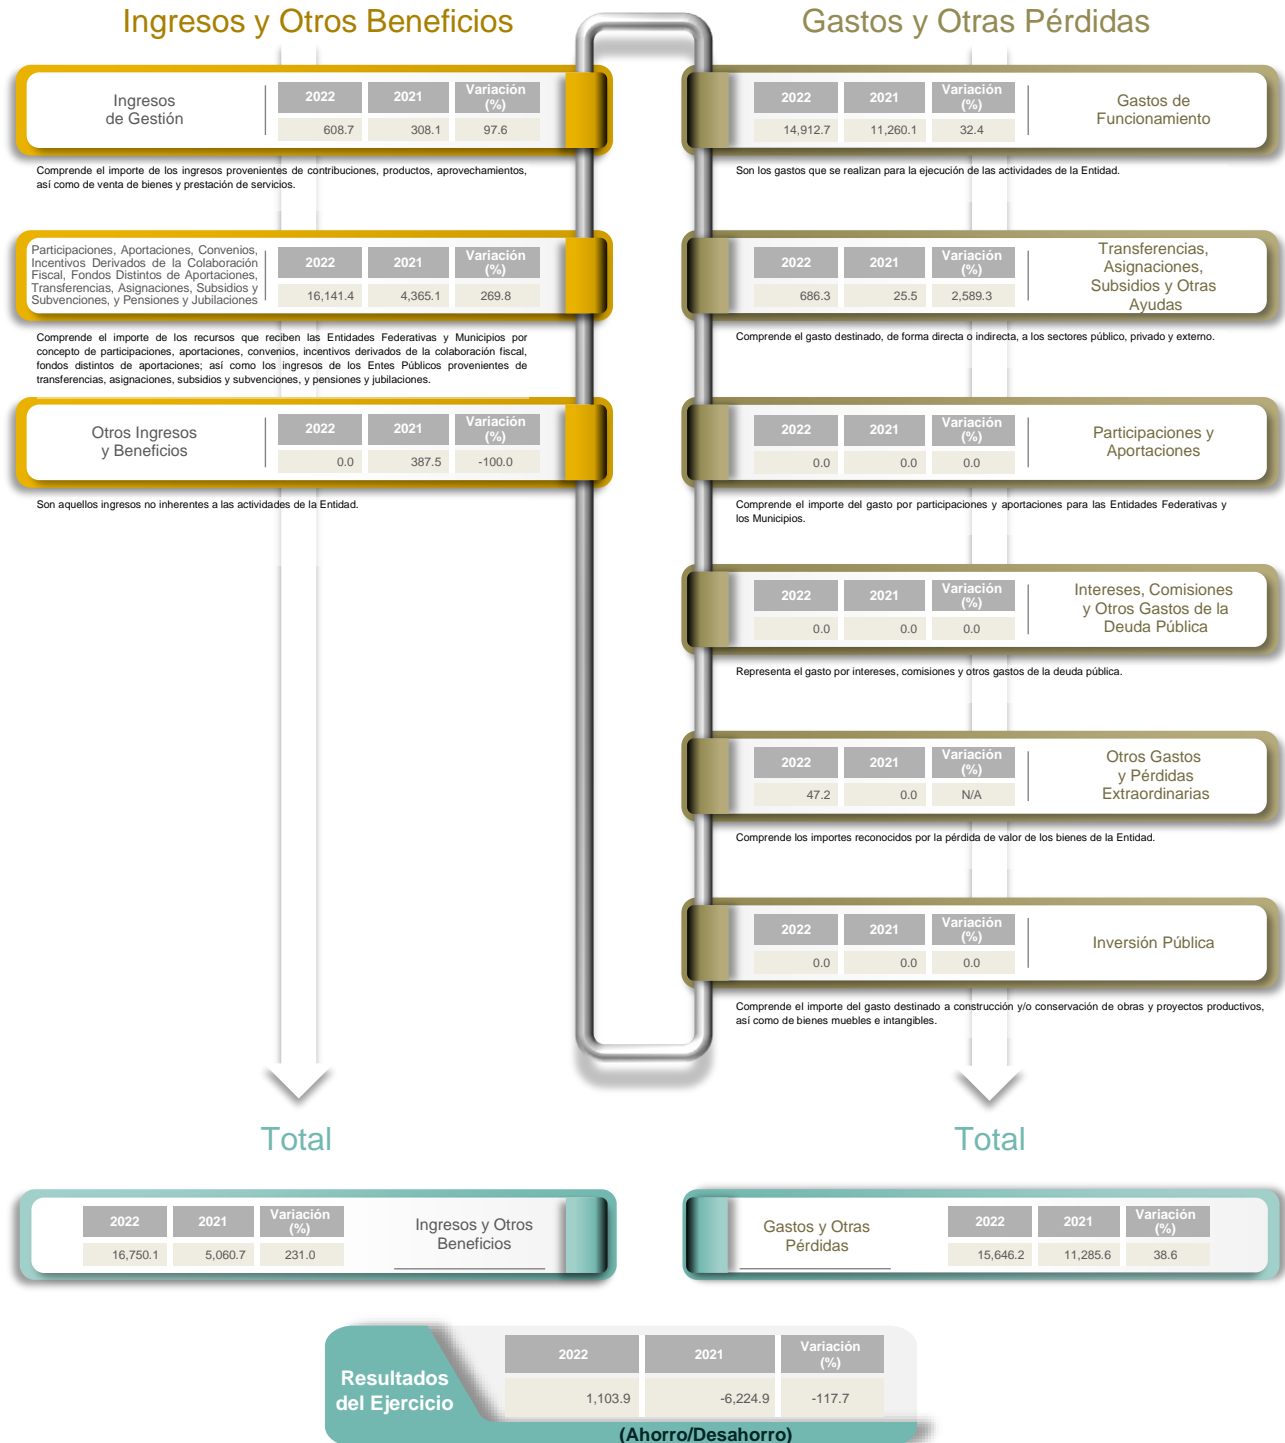 Ingresos y Otros Beneficios
Ingresos
de Gestión
2022 2021 Variación
(%)
608.7 308.1 97.6
Comprende el importe de los ingresos provenientes de contribuciones, productos, aprovechamientos,
así como de venta de bienes y prestación de servicios.
Participaciones, Aportaciones, Convenios,
Incentivos Derivados de la Colaboración
Fiscal, Fondos Distintos de Aportaciones,
Transferencias, Asignaciones, Subsidios y
Subvenciones, y Pensiones y Jubilaciones
2022 2021 Variación
(%)
16,141.4 4,365.1 269.8
Comprende el importe de los recursos que reciben las Entidades Federativas y Municipios por
concepto de participaciones, aportaciones, convenios, incentivos derivados de la colaboración fiscal,
fondos distintos de aportaciones; así como los ingresos de los Entes Públicos provenientes de
transferencias, asignaciones, subsidios y subvenciones, y pensiones y jubilaciones.
Otros Ingresos
y Beneficios
2022 2021 Variación
(%)
0.0 387.5 -100.0
Son aquellos ingresos no inherentes a las actividades de la Entidad.
Gastos y Otras Pérdidas
2022 2021 Variación
(%)
14,912.7 11,260.1 32.4
Gastos de
Funcionamiento
Son los gastos que se realizan para la ejecución de las actividades de la Entidad.
2022 2021 Variación
(%)
686.3 25.5 2,589.3
Transferencias,
Asignaciones,
Subsidios y Otras
Ayudas
Comprende el gasto destinado, de forma directa o indirecta, a los sectores público, privado y externo.
2022 2021 Variación
(%)
0.0 0.0 0.0
Participaciones y
Aportaciones
Comprende el importe del gasto por participaciones y aportaciones para las Entidades Federativas y
los Municipios.
2022 2021 Variación
(%)
0.0 0.0 0.0
Intereses, Comisiones
y Otros Gastos de la
Deuda Pública
Representa el gasto por intereses, comisiones y otros gastos de la deuda pública.
2022 2021 Variación
(%)
47.2 0.0 N/A
Otros Gastos
y Pérdidas
Extraordinarias
Comprende los importes reconocidos por la pérdida de valor de los bienes de la Entidad.
2022 2021 Variación
(%)
0.0 0.0 0.0
Inversión Pública
Comprende el importe del gasto destinado a construcción y/o conservación de obras y proyectos productivos,
así como de bienes muebles e intangibles.
Total
2022 2021 Variación
(%)
16,750.1 5,060.7 231.0
Ingresos y Otros
Beneficios
Total
Gastos y Otras
Pérdidas
2022 2021 Variación
(%)
15,646.2 11,285.6 38.6
Resultados
del Ejercicio
2022 2021 Variación
(%)
1,103.9 -6,224.9 -117.7
(Ahorro/Desahorro)